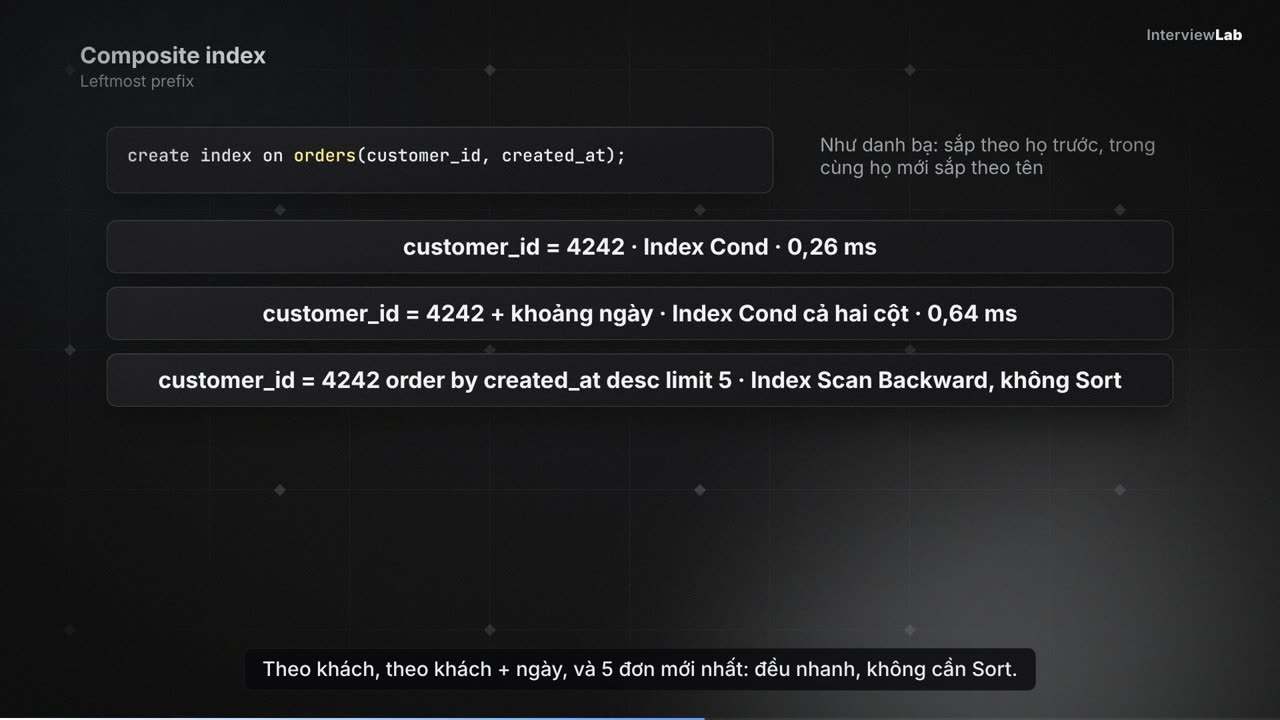 InterviewLab
Composite index
Leftmost prefix
create index on orders(customer_id, created_at);
Như danh bạ: sắp theo họ trước, trong
cùng họ mới sắp theo tên
customer_id = 4242 · Index Cond · 0,26 ms
customer_id = 4242 + khoảng ngày · Index Cond cả hai cột · 0,64 ms
customer_id = 4242 order by created_at desc limit 5 · Index Scan Backward, không Sort
Theo khách, theo khách + ngày, và 5 đơn mới nhất: đều nhanh, không cần Sort.